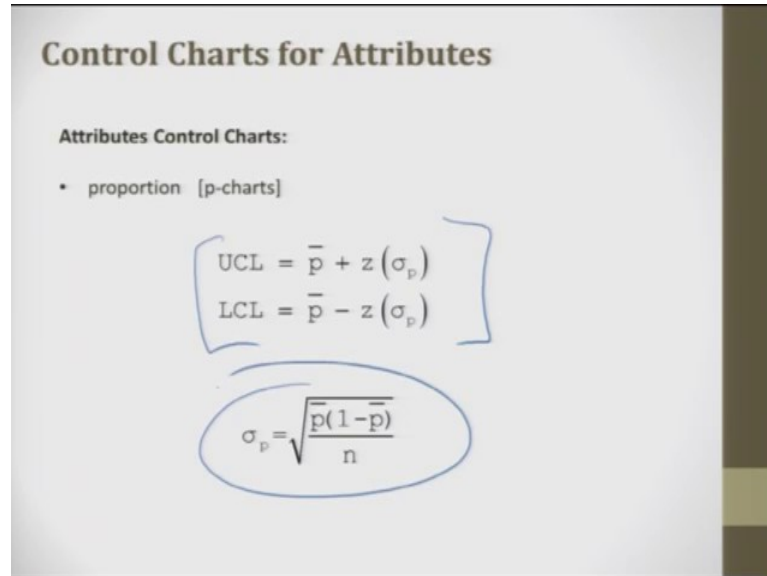 Control Charts for Attributes
Attributes Control Charts:
• proportion [p-charts]
UCL = p̅ + z(σₚ)
LCL = p̅ − z(σₚ)
σₚ=√(p̅(1-p̅)/n)